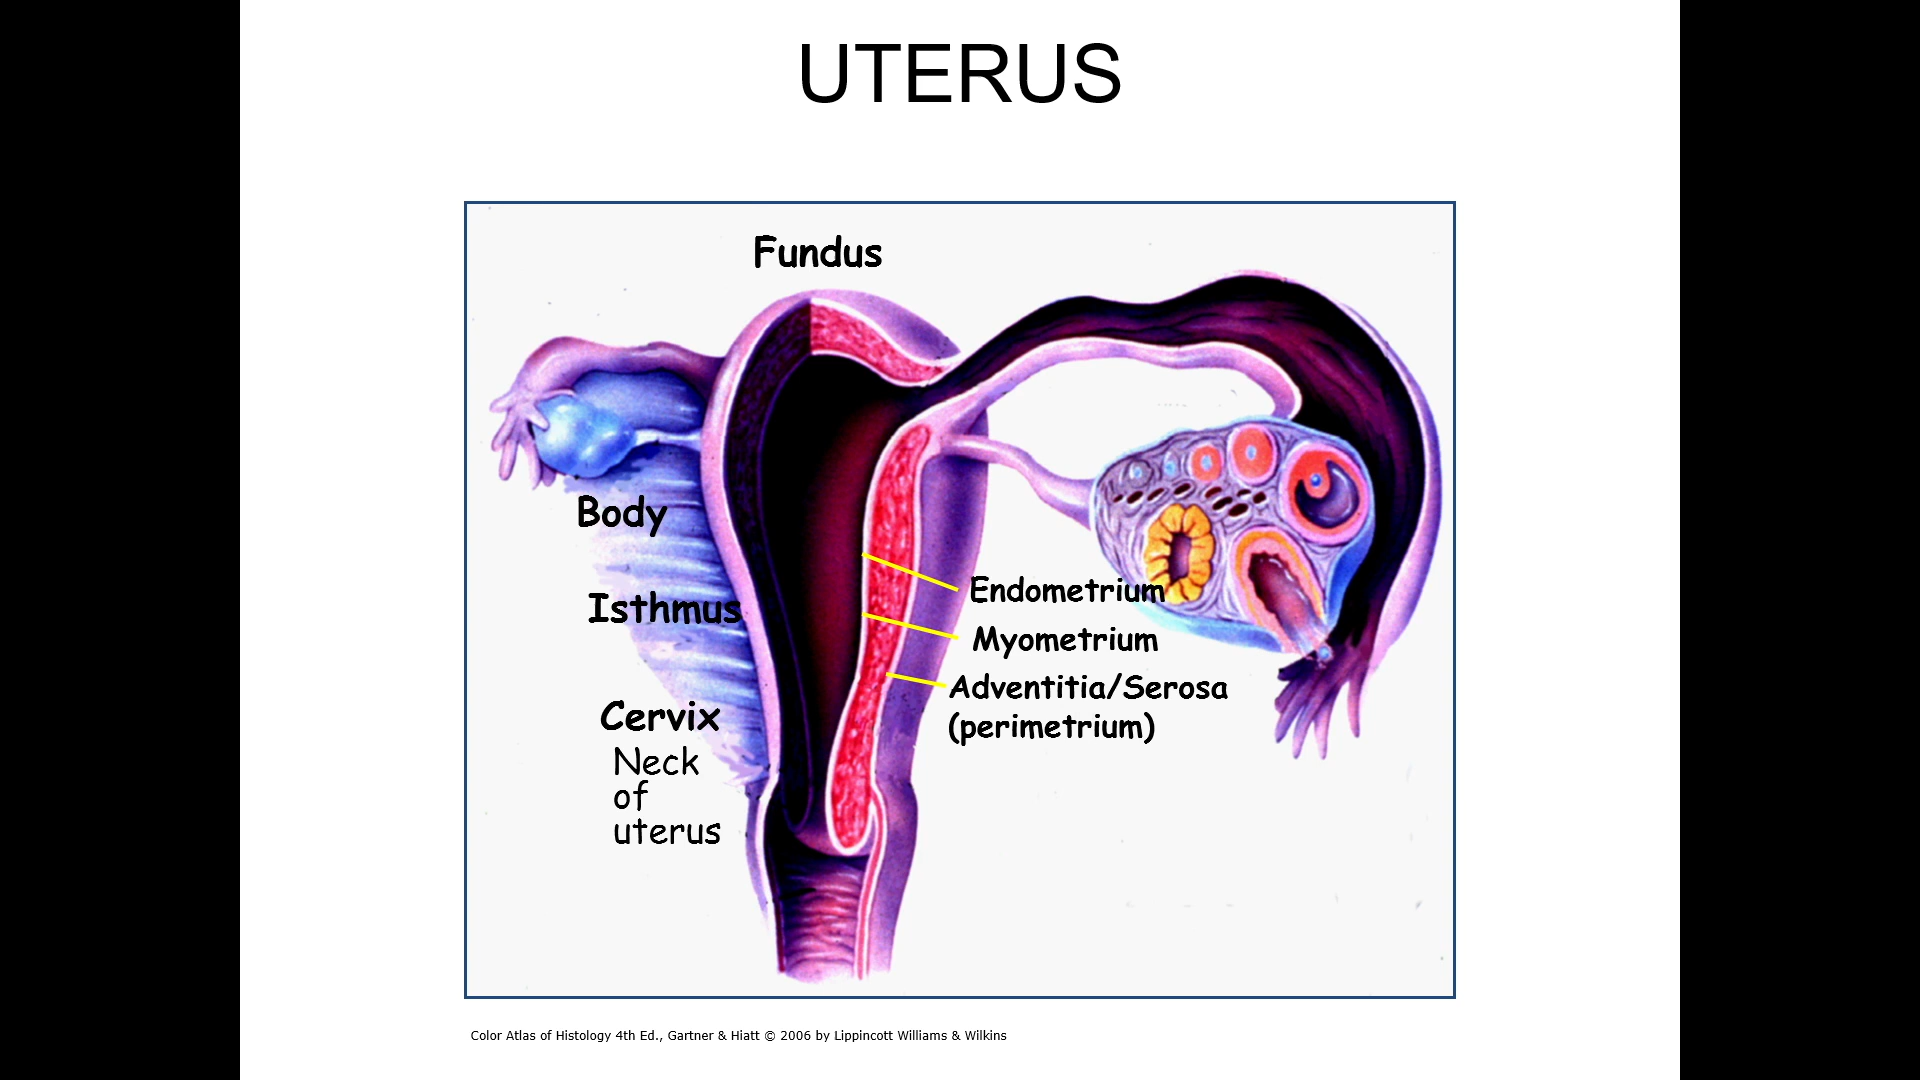 UTERUS
Fundus
Body
Isthmus
Cervix
Neck
of
uterus
Endometrium
Myometrium
Adventitia/Serosa
(perimetrium)
Color Atlas of Histology 4th Ed., Gartner & Hiatt © 2006 by Lippincott Williams & Wilkins